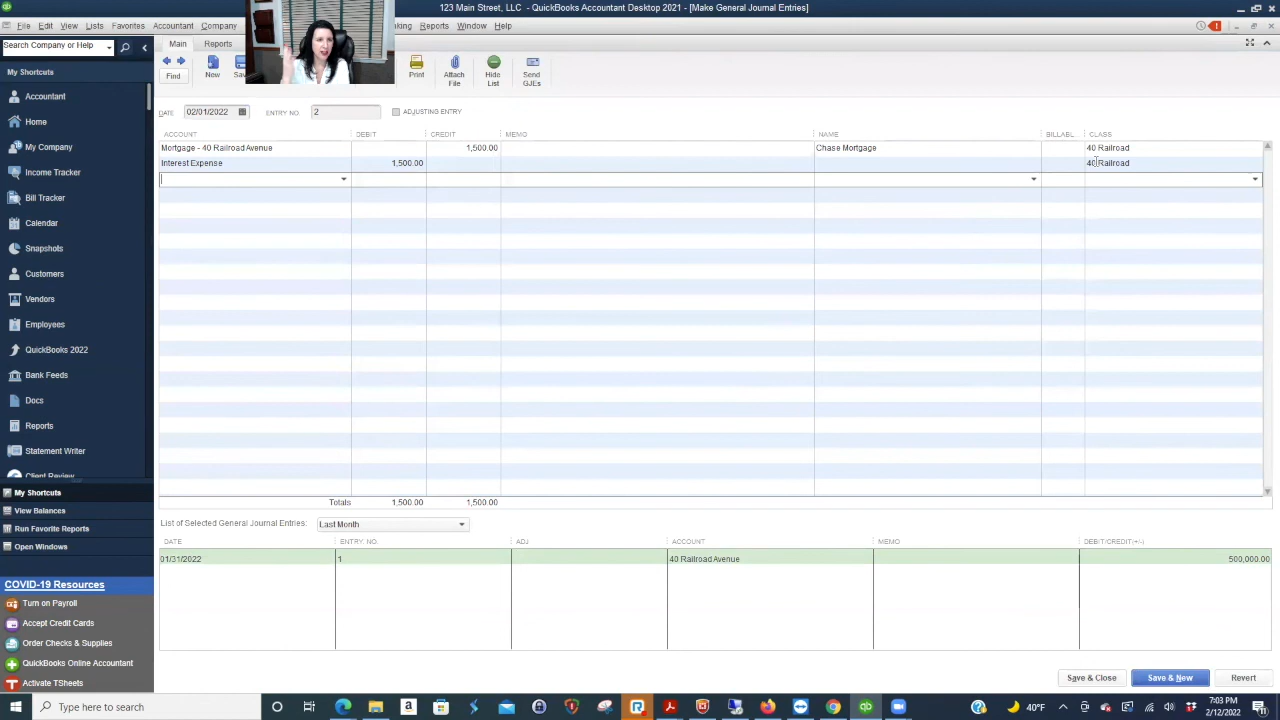 123 Main Street, LLC - QuickBooks Accountant Desktop 2021 - [Make General Journal Entries]
File Edit View Lists Favorites Accountant Company
king Reports Window Help
Search Company or Help
Main Reports
My Shortcuts
Find New Print Attach File Hide List Send GJEs
DATE 02/01/2022 ENTRY NO. 2 ADJUSTING ENTRY
ACCOUNT DEBIT CREDIT MEMO NAME BILLABL CLASS
Mortgage - 40 Railroad Avenue 1,500.00 Chase Mortgage 40 Railroad
Interest Expense 1,500.00 40 Railroad
Accountant
Home
My Company
Income Tracker
Bill Tracker
Calendar
Snapshots
Customers
Vendors
Employees
QuickBooks 2022
Bank Feeds
Docs
Reports
Statement Writer
Client Review
My Shortcuts
View Balances
Run Favorite Reports
Open Windows
COVID-19 Resources
Turn on Payroll
Accept Credit Cards
Order Checks & Supplies
QuickBooks Online Accountant
Activate TSheets
Totals 1,500.00 1,500.00
List of Selected General Journal Entries: Last Month
DATE ENTRY. NO. ADJ ACCOUNT MEMO DEBIT/CREDIT(+/-)
01/31/2022 1 40 Railroad Avenue 500,000.00
Save & Close Save & New Revert
Type here to search
40°F
7:03 PM
2/12/2022